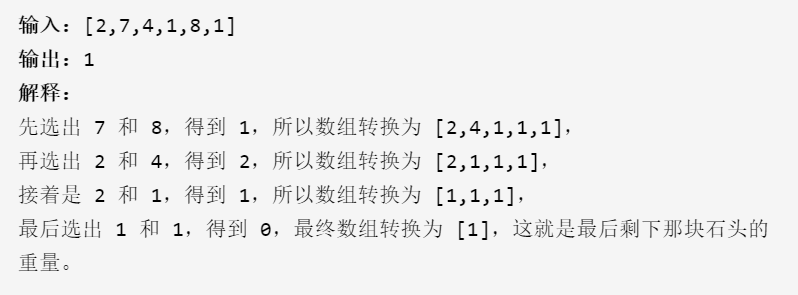 输入：[2,7,4,1,8,1]
输出：1
解释：
先选出 7 和 8，得到 1，所以数组转换为 [2,4,1,1,1]，
再选出 2 和 4，得到 2，所以数组转换为 [2,1,1,1]，
接着是 2 和 1，得到 1，所以数组转换为 [1,1,1]，
最后选出 1 和 1，得到 0，最终数组转换为 [1]，这就是最后剩下那块石头的
重量。